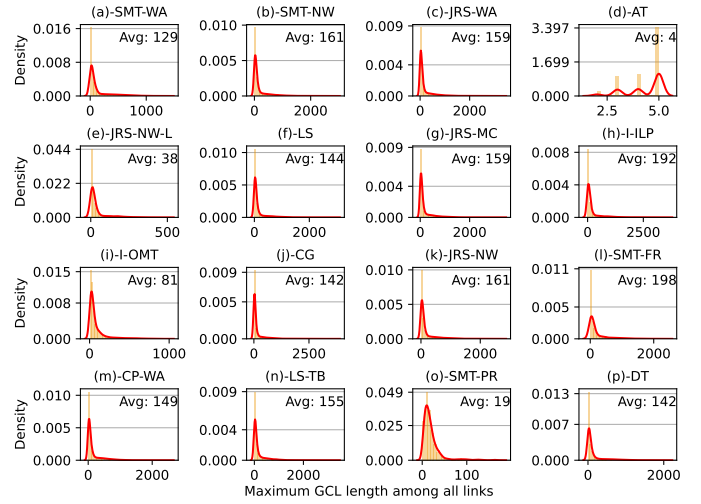 (a)-SMT-WA (b)-SMT-NW (c)-JRS-WA (d)-AT
Density 0.016 0.008 0.000 Avg: 129 0 1000
0.009 0.004 0.000 Avg: 161 0 2000
0.009 0.004 0.000 Avg: 159 0 2000
3.397 1.699 0.000 Avg: 4 2.5 5.0
(e)-JRS-NW-L (f)-LS (g)-JRS-MC (h)-I-ILP
Density 0.044 0.022 0.000 Avg: 38 0 500
0.010 0.005 0.000 Avg: 144 0 2000
0.009 0.004 0.000 Avg: 159 0 2000
0.008 0.004 0.000 Avg: 192 0 2500
(i)-I-OMT (j)-CG (k)-JRS-NW (l)-SMT-FR
Density 0.015 0.008 0.000 Avg: 81 0 1000
0.009 0.005 0.000 Avg: 142 0 2500
0.010 0.005 0.000 Avg: 161 0 2000
0.011 0.005 0.000 Avg: 198 0 2000
(m)-CP-WA (n)-LS-TB (o)-SMT-PR (p)-DT
Density 0.010 0.005 0.000 Avg: 149 0 2000
0.009 0.004 0.000 Avg: 155 0 2000
0.049 0.025 0.000 Avg: 19 0 100
0.013 0.007 0.000 Avg: 142 0 2000
Maximum GCL length among all links